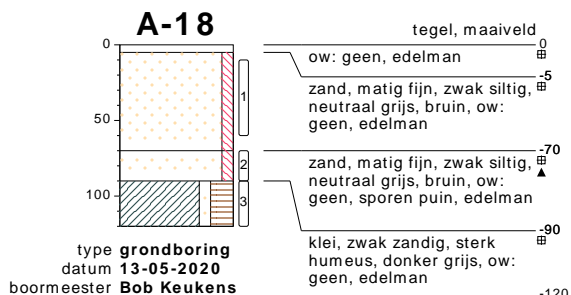 A-18
tegel, maaiveld
0
0
ow: geen, edelman
-5
zand, matig fijn, zwak siltig,
neutraal grijs, bruin, ow:
geen, edelman
1
50
-70
zand, matig fijn, zwak siltig,
neutraal grijs, bruin, ow:
geen, sporen puin, edelman
2
100
3
-90
klei, zwak zandig, sterk
humeus, donker grijs, ow:
geen, edelman
-120
type grondboring
datum 13-05-2020
boormeester Bob Keukens